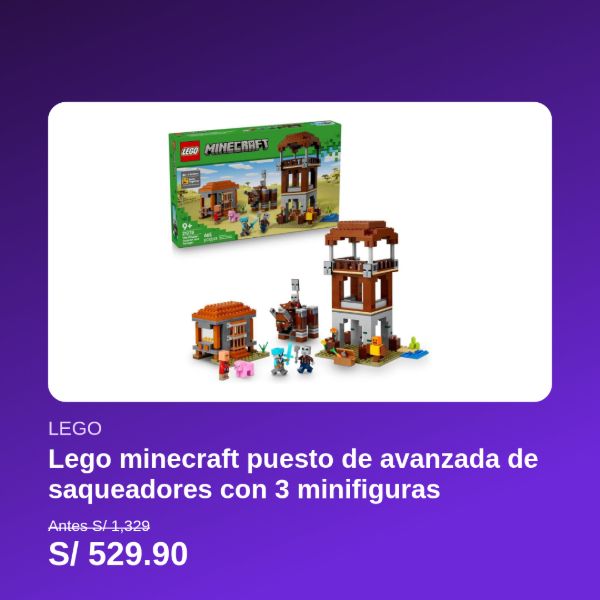 LEGO
MINECRAFT
9+
LEGO
Lego minecraft puesto de avanzada de
saqueadores con 3 minifiguras
Antes S/ 1,329
S/ 529.90